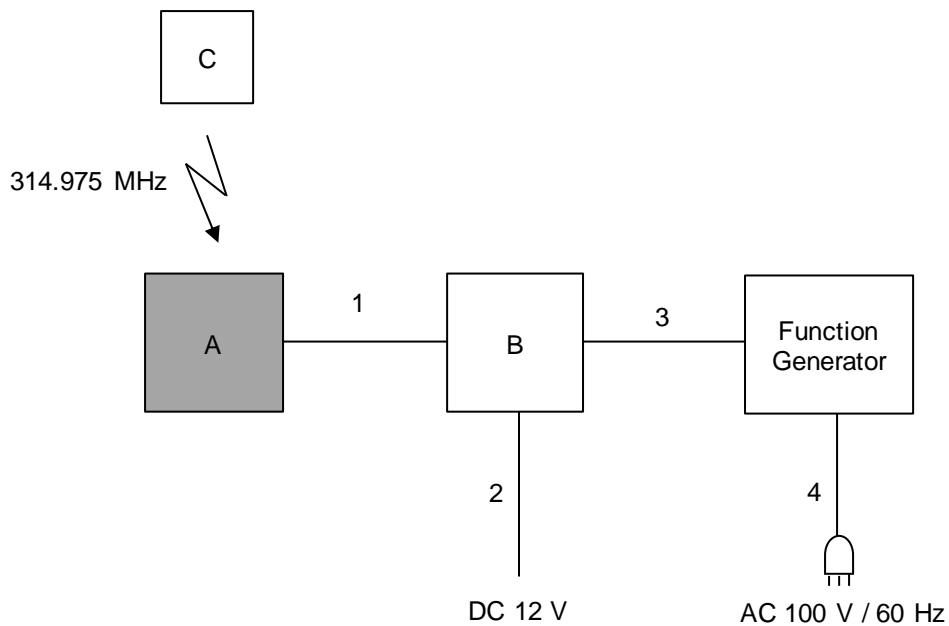 C
314.975 MHz
A
1
B
3
Function
Generator
2
4
DC 12 V
AC 100 V / 60 Hz